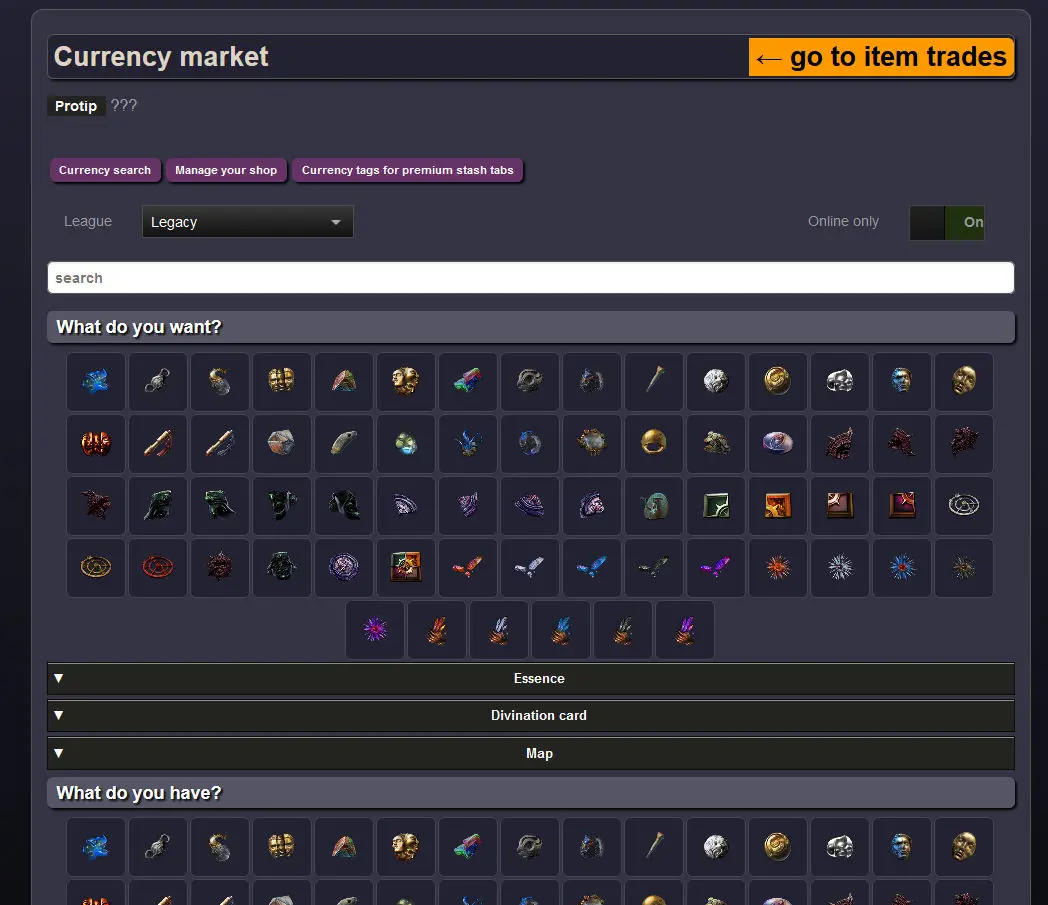 Currency market
← go to item trades
Protip ???
Currency search Manage your shop Currency tags for premium stash tabs
League Legacy Online only On
search
What do you want?
Essence
Divination card
Map
What do you have?